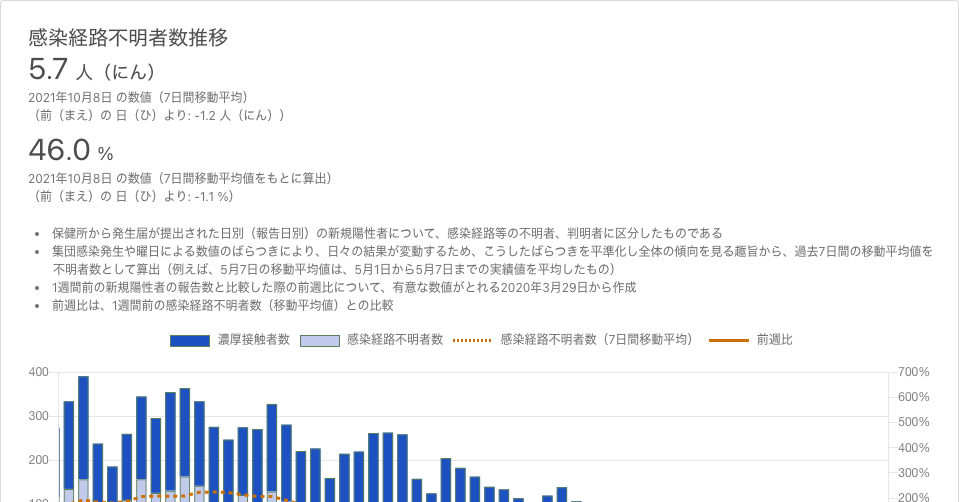 感染経路不明者数推移
5.7 人（にん）
2021年10月8日 の数値（7日間移動平均）
（前（まえ）の 日（ひ）より: -1.2 人（にん））
46.0 %
2021年10月8日 の数値（7日間移動平均値をもとに算出）
（前（まえ）の 日（ひ）より: -1.1 %）
• 保健所から発生届が提出された日別（報告日別）の新規陽性者について、感染経路等の不明者、判明者に区分したものである
• 集団感染発生や曜日による数値のばらつきにより、日々の結果が変動するため、こうしたばらつきを平準化し全体の傾向を見る趣旨から、過去7日間の移動平均値を
不明者数として算出（例えば、5月7日の移動平均値は、5月1日から5月7日までの実績値を平均したもの）
• 1週間前の新規陽性者の報告数と比較した際の前週比について、有意な数値がとれる2020年3月29日から作成
• 前週比は、1週間前の感染経路不明者数（移動平均値）との比較
濃厚接触者数 感染経路不明者数 感染経路不明者数（7日間移動平均） 前週比
400 700%
600%
300 500%
400%
200
300%
100 200%